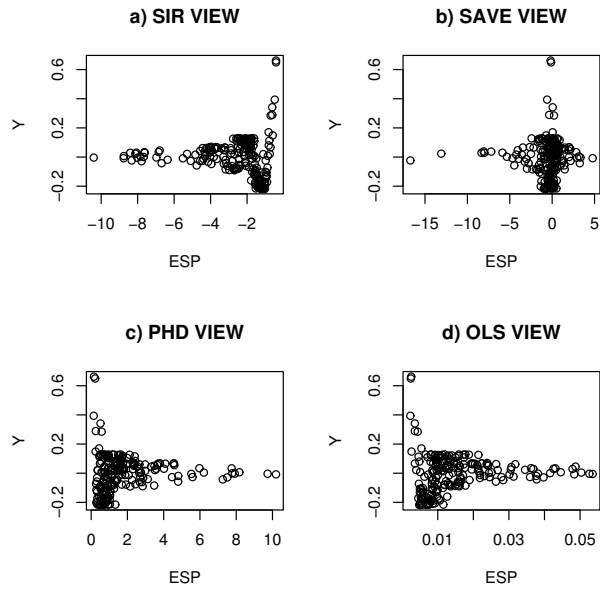 a) SIR VIEW
Y
−0.2 0.2 0.6
−10 −8 −6 −4 −2
ESP
b) SAVE VIEW
Y
−0.2 0.2 0.6
−15 −10 −5 0 5
ESP
c) PHD VIEW
Y
−0.2 0.2 0.6
0 2 4 6 8 10
ESP
d) OLS VIEW
Y
−0.2 0.2 0.6
0.01 0.03 0.05
ESP